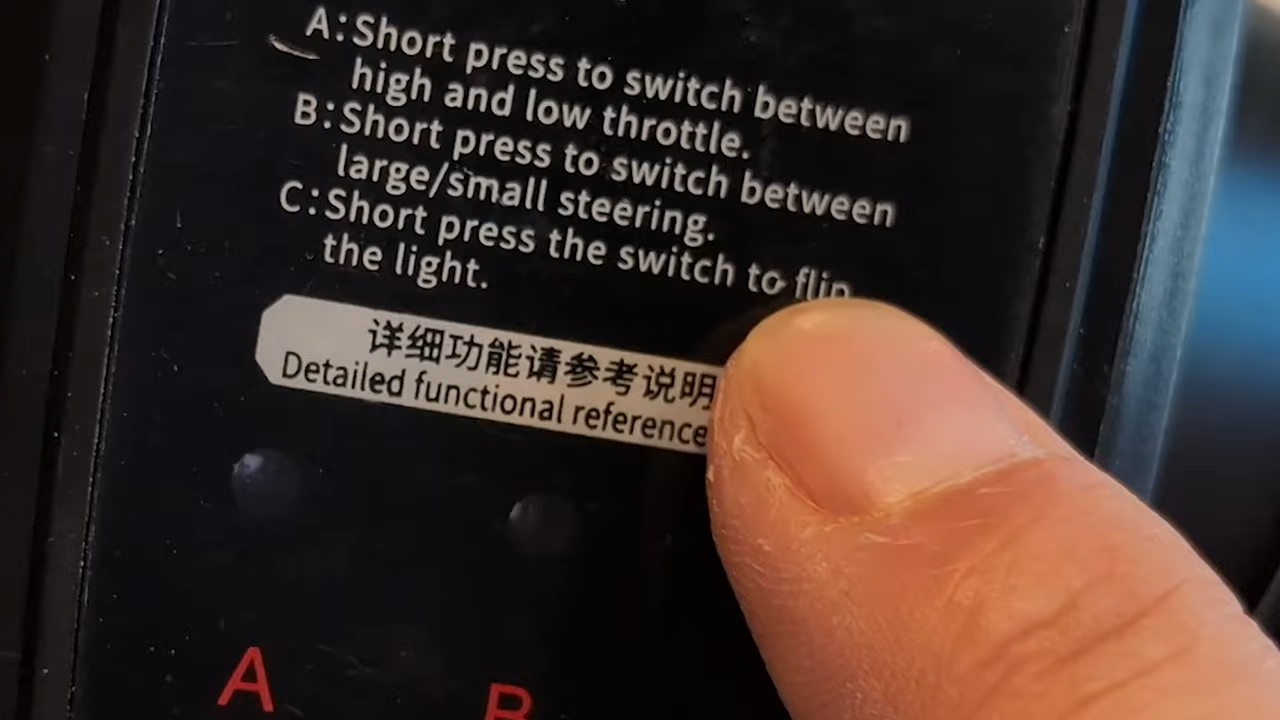 A:Short press to switch between
high and low throttle.
B:Short press to switch between
large/small steering.
C:Short press the switch to flip
the light.
详细功能请参考说明
Detailed functional reference
A
B